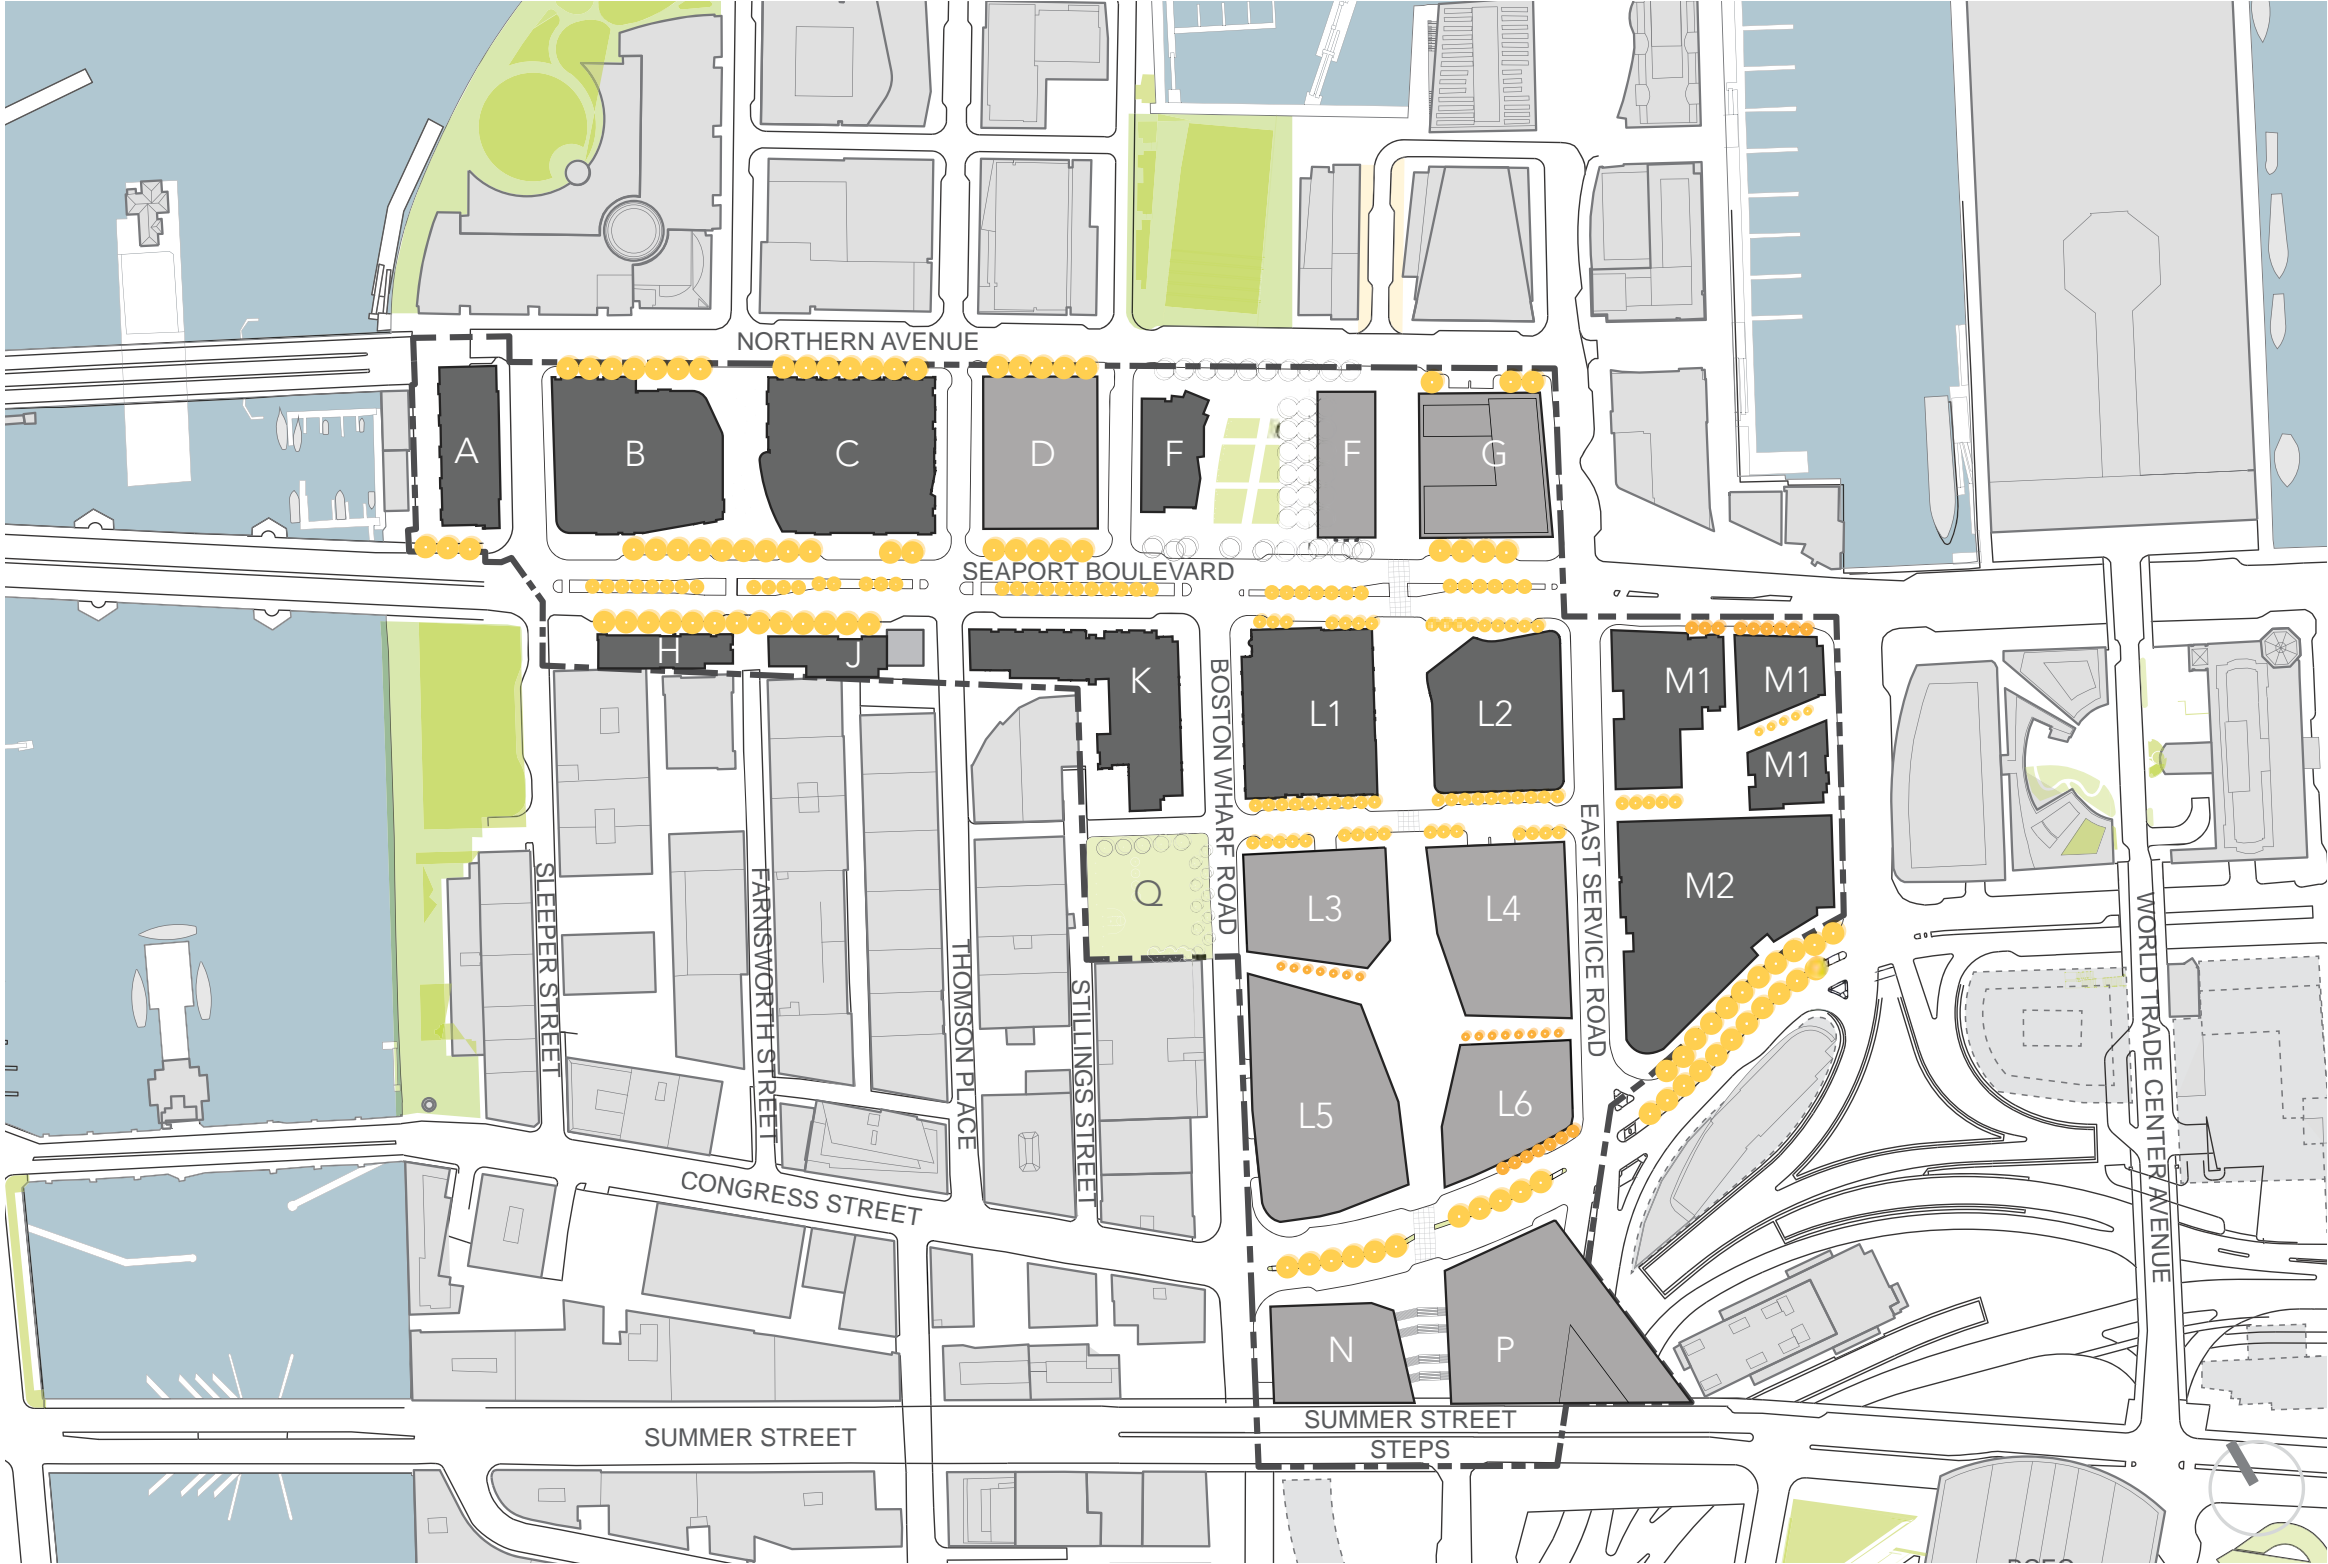 NORTHERN AVENUE
A
B
C
D
F
F
G
SEAPORT BOULEVARD
H
J
K
BOSTON WHARF ROAD
L1
L2
M1
M1
M1
EAST SERVICE ROAD
M2
Q
L3
L4
SLEEPER STREET
FARNSWORTH STREET
THOMSON PLACE
STILLINGS STREET
WORLD TRADE CENTER AVENUE
L5
L6
CONGRESS STREET
N
P
SUMMER STREET
SUMMER STREET
STEPS